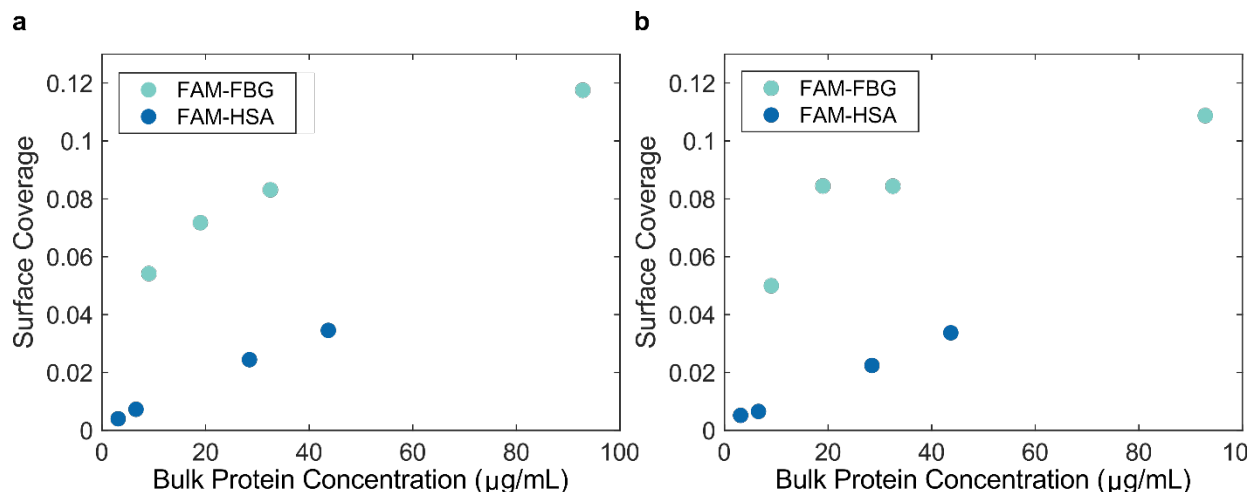 a
0.12
0.1
0.08
0.06
0.04
0.02
0
Surface Coverage
FAM-FBG
FAM-HSA
0 20 40 60 80 100
Bulk Protein Concentration (µg/mL)
b
0.12
0.1
0.08
0.06
0.04
0.02
0
Surface Coverage
FAM-FBG
FAM-HSA
0 20 40 60 80 10
Bulk Protein Concentration (µg/mL)